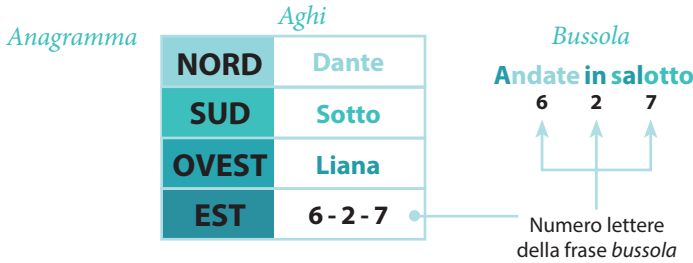 Anagramma
Aghi
NORD Dante
SUD Sotto
OVEST Liana
EST 6 - 2 - 7
Bussola
Andate in salotto
6 2 7
Numero lettere
della frase bussola